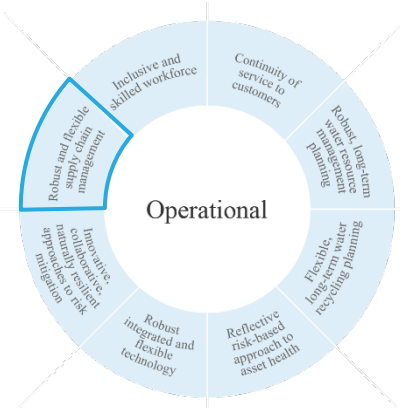 Continuity of
service to
customers
Robust, long-term
water resource
management
planning
Flexible,
long-term water
recycling planning
Reflective
risk-based
approach to
asset health
Robust
integrated and
flexible
technology
Innovative,
collaborative,
naturally resilient
approaches to risk
mitigation
Robust and flexible
supply chain
management
Inclusive and
skilled workforce
Operational